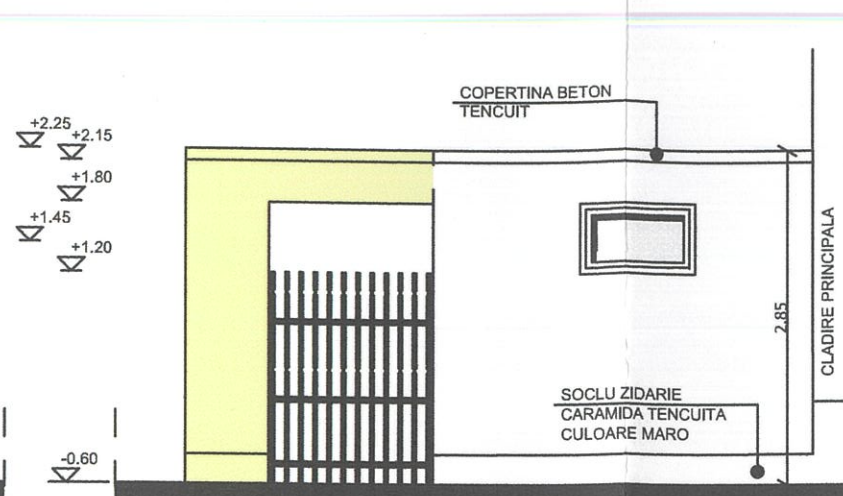 COPERTINA BETON
TENCUIT
+2.25
+2.15
+1.80
+1.45
+1.20
CLADIRE PRINCIPALA
2.85
SOCLU ZIDARIE
CARAMIDA TENCUITA
CULOARE MARO
-0.60